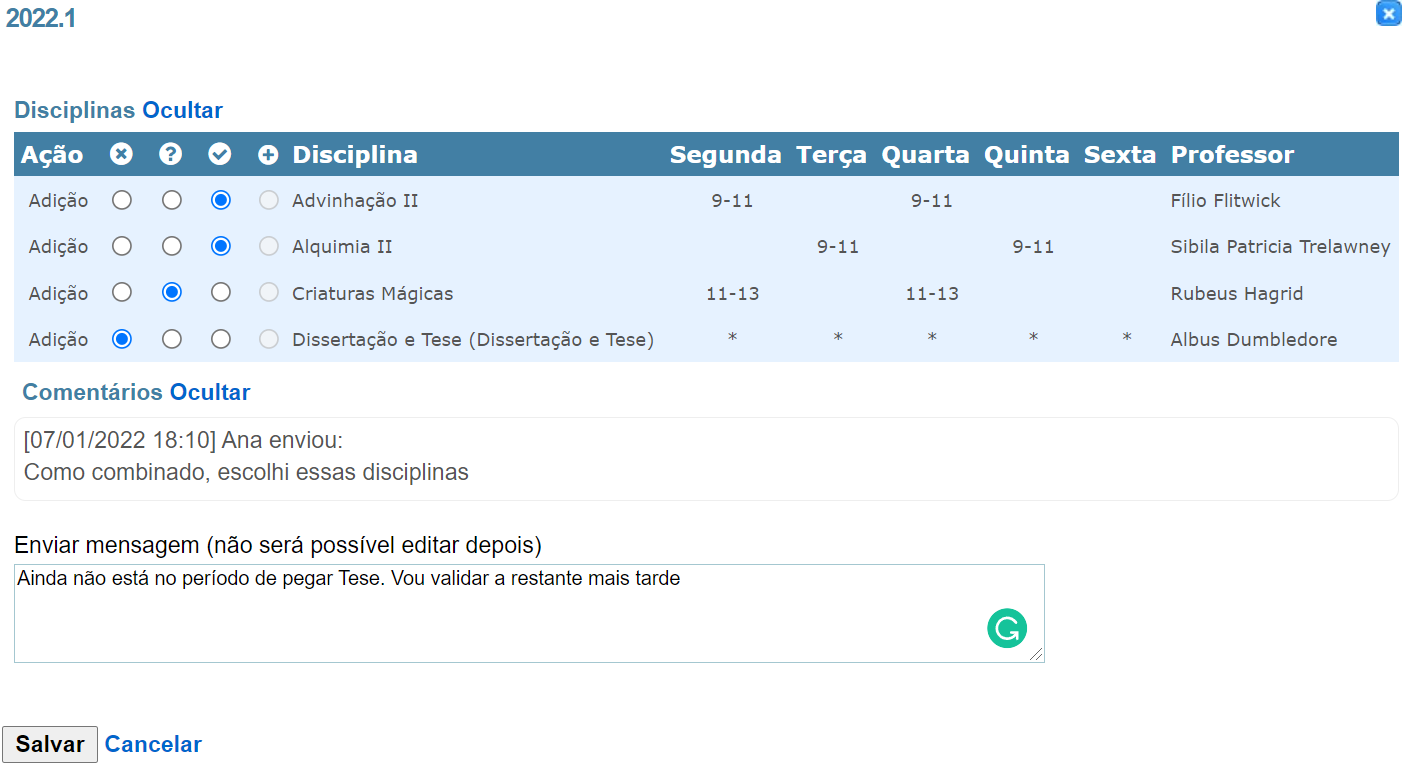 2022.1
Disciplinas Ocultar
Ação Disciplina Segunda Terça Quarta Quinta Sexta Professor
Adição Advinhação II 9-11 9-11 Fílio Flitwick
Adição Alquimia II 9-11 9-11 Sibila Patricia Trelawney
Adição Criaturas Mágicas 11-13 11-13 Rubeus Hagrid
Adição Dissertação e Tese (Dissertação e Tese) * * * * * Albus Dumbledore
Comentários Ocultar
[07/01/2022 18:10] Ana enviou:
Como combinado, escolhi essas disciplinas
Enviar mensagem (não será possível editar depois)
Ainda não está no período de pegar Tese. Vou validar a restante mais tarde
Salvar Cancelar